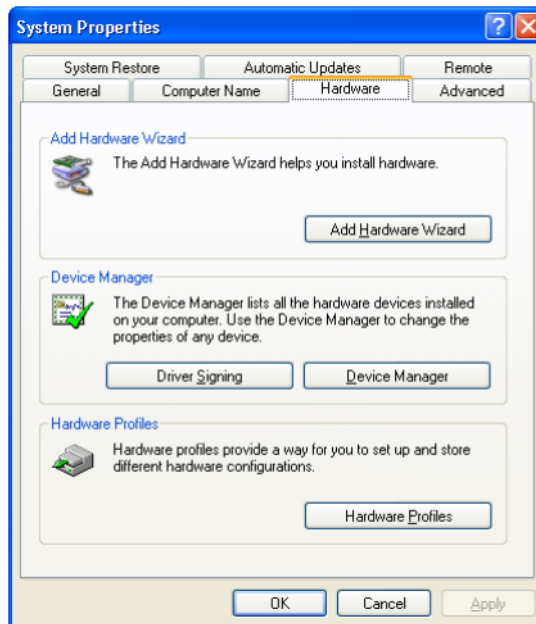 System Properties
System Restore Automatic Updates Remote
General Computer Name Hardware Advanced
Add Hardware Wizard
The Add Hardware Wizard helps you install hardware.
Add Hardware Wizard
Device Manager
The Device Manager lists all the hardware devices installed
on your computer. Use the Device Manager to change the
properties of any device.
Driver Signing Device Manager
Hardware Profiles
Hardware profiles provide a way for you to set up and store
different hardware configurations.
Hardware Profiles
OK Cancel Apply